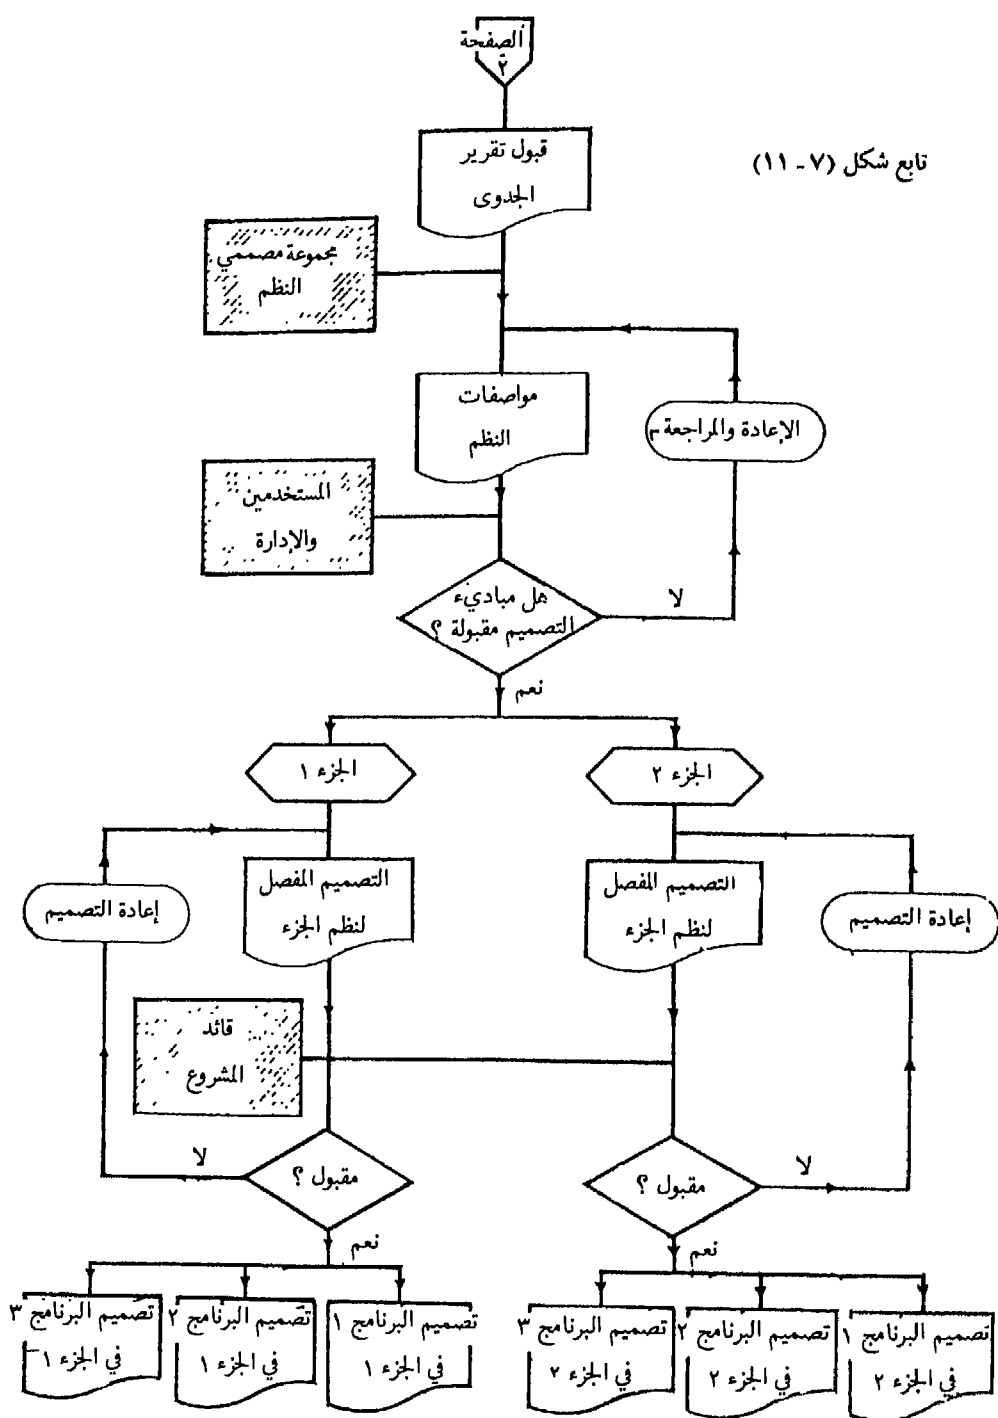 الصفحة
٢
تابع شكل (٧ - ١١)
قبول تقرير
الجدوى
مجموعة مصممي
النظم
مواصفات
النظم
الإعادة والمراجعة
المستخدمين
والإدارة
هل مباديء
التصميم مقبولة ؟
لا
نعم
الجزء ٢
الجزء ١
التصميم المفصل
لنظم الجزء
التصميم المفصل
لنظم الجزء
إعادة التصميم
إعادة التصميم
قائد
المشروع
مقبول ؟
لا
مقبول ؟
لا
نعم
نعم
تصميم البرنامج ١
في الجزء ٢
تصميم البرنامج ٢
في الجزء ٢
تصميم البرنامج ٣
في الجزء ٢
تصميم البرنامج ١
في الجزء ١
تصميم البرنامج ٢
في الجزء ١
تصميم البرنامج ٣
في الجزء ١